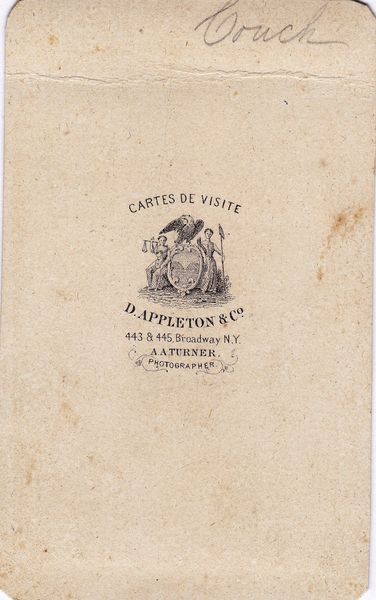 Couch
CARTES DE VISITE
D. APPLETON & Co
443 & 445, Broadway N.Y.
A A TURNER,
PHOTOGRAPHER.